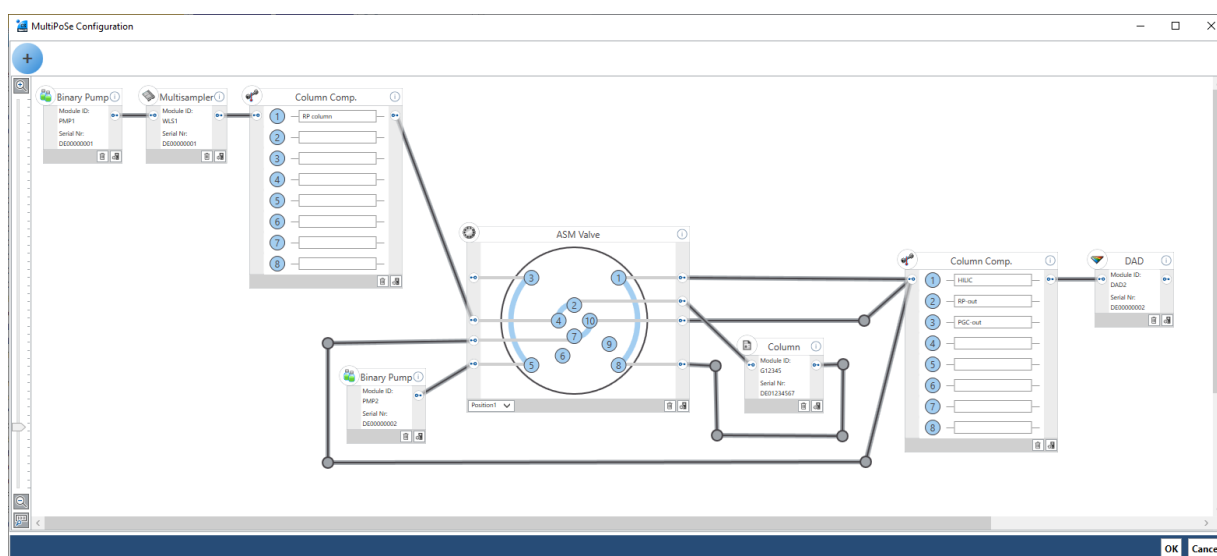 MultiPoSe Configuration
+
Binary Pump
Module ID:
PMP1
Serial Nr:
DE00000001
Multisampler
Module ID:
WLS1
Serial Nr:
DE00000001
Column Comp.
1 RP column
2
3
4
5
6
7
8
ASM Valve
3 1
2
4 10
7
9
6
5 8
Position1
Binary Pump
Module ID:
PMP2
Serial Nr:
DE00000002
Column
Module ID:
G12345
Serial Nr:
DE01234567
Column Comp.
1 HILIC
2 RP-out
3 PGC-out
4
5
6
7
8
DAD
Module ID:
DAD2
Serial Nr:
DE00000002
OK Cance